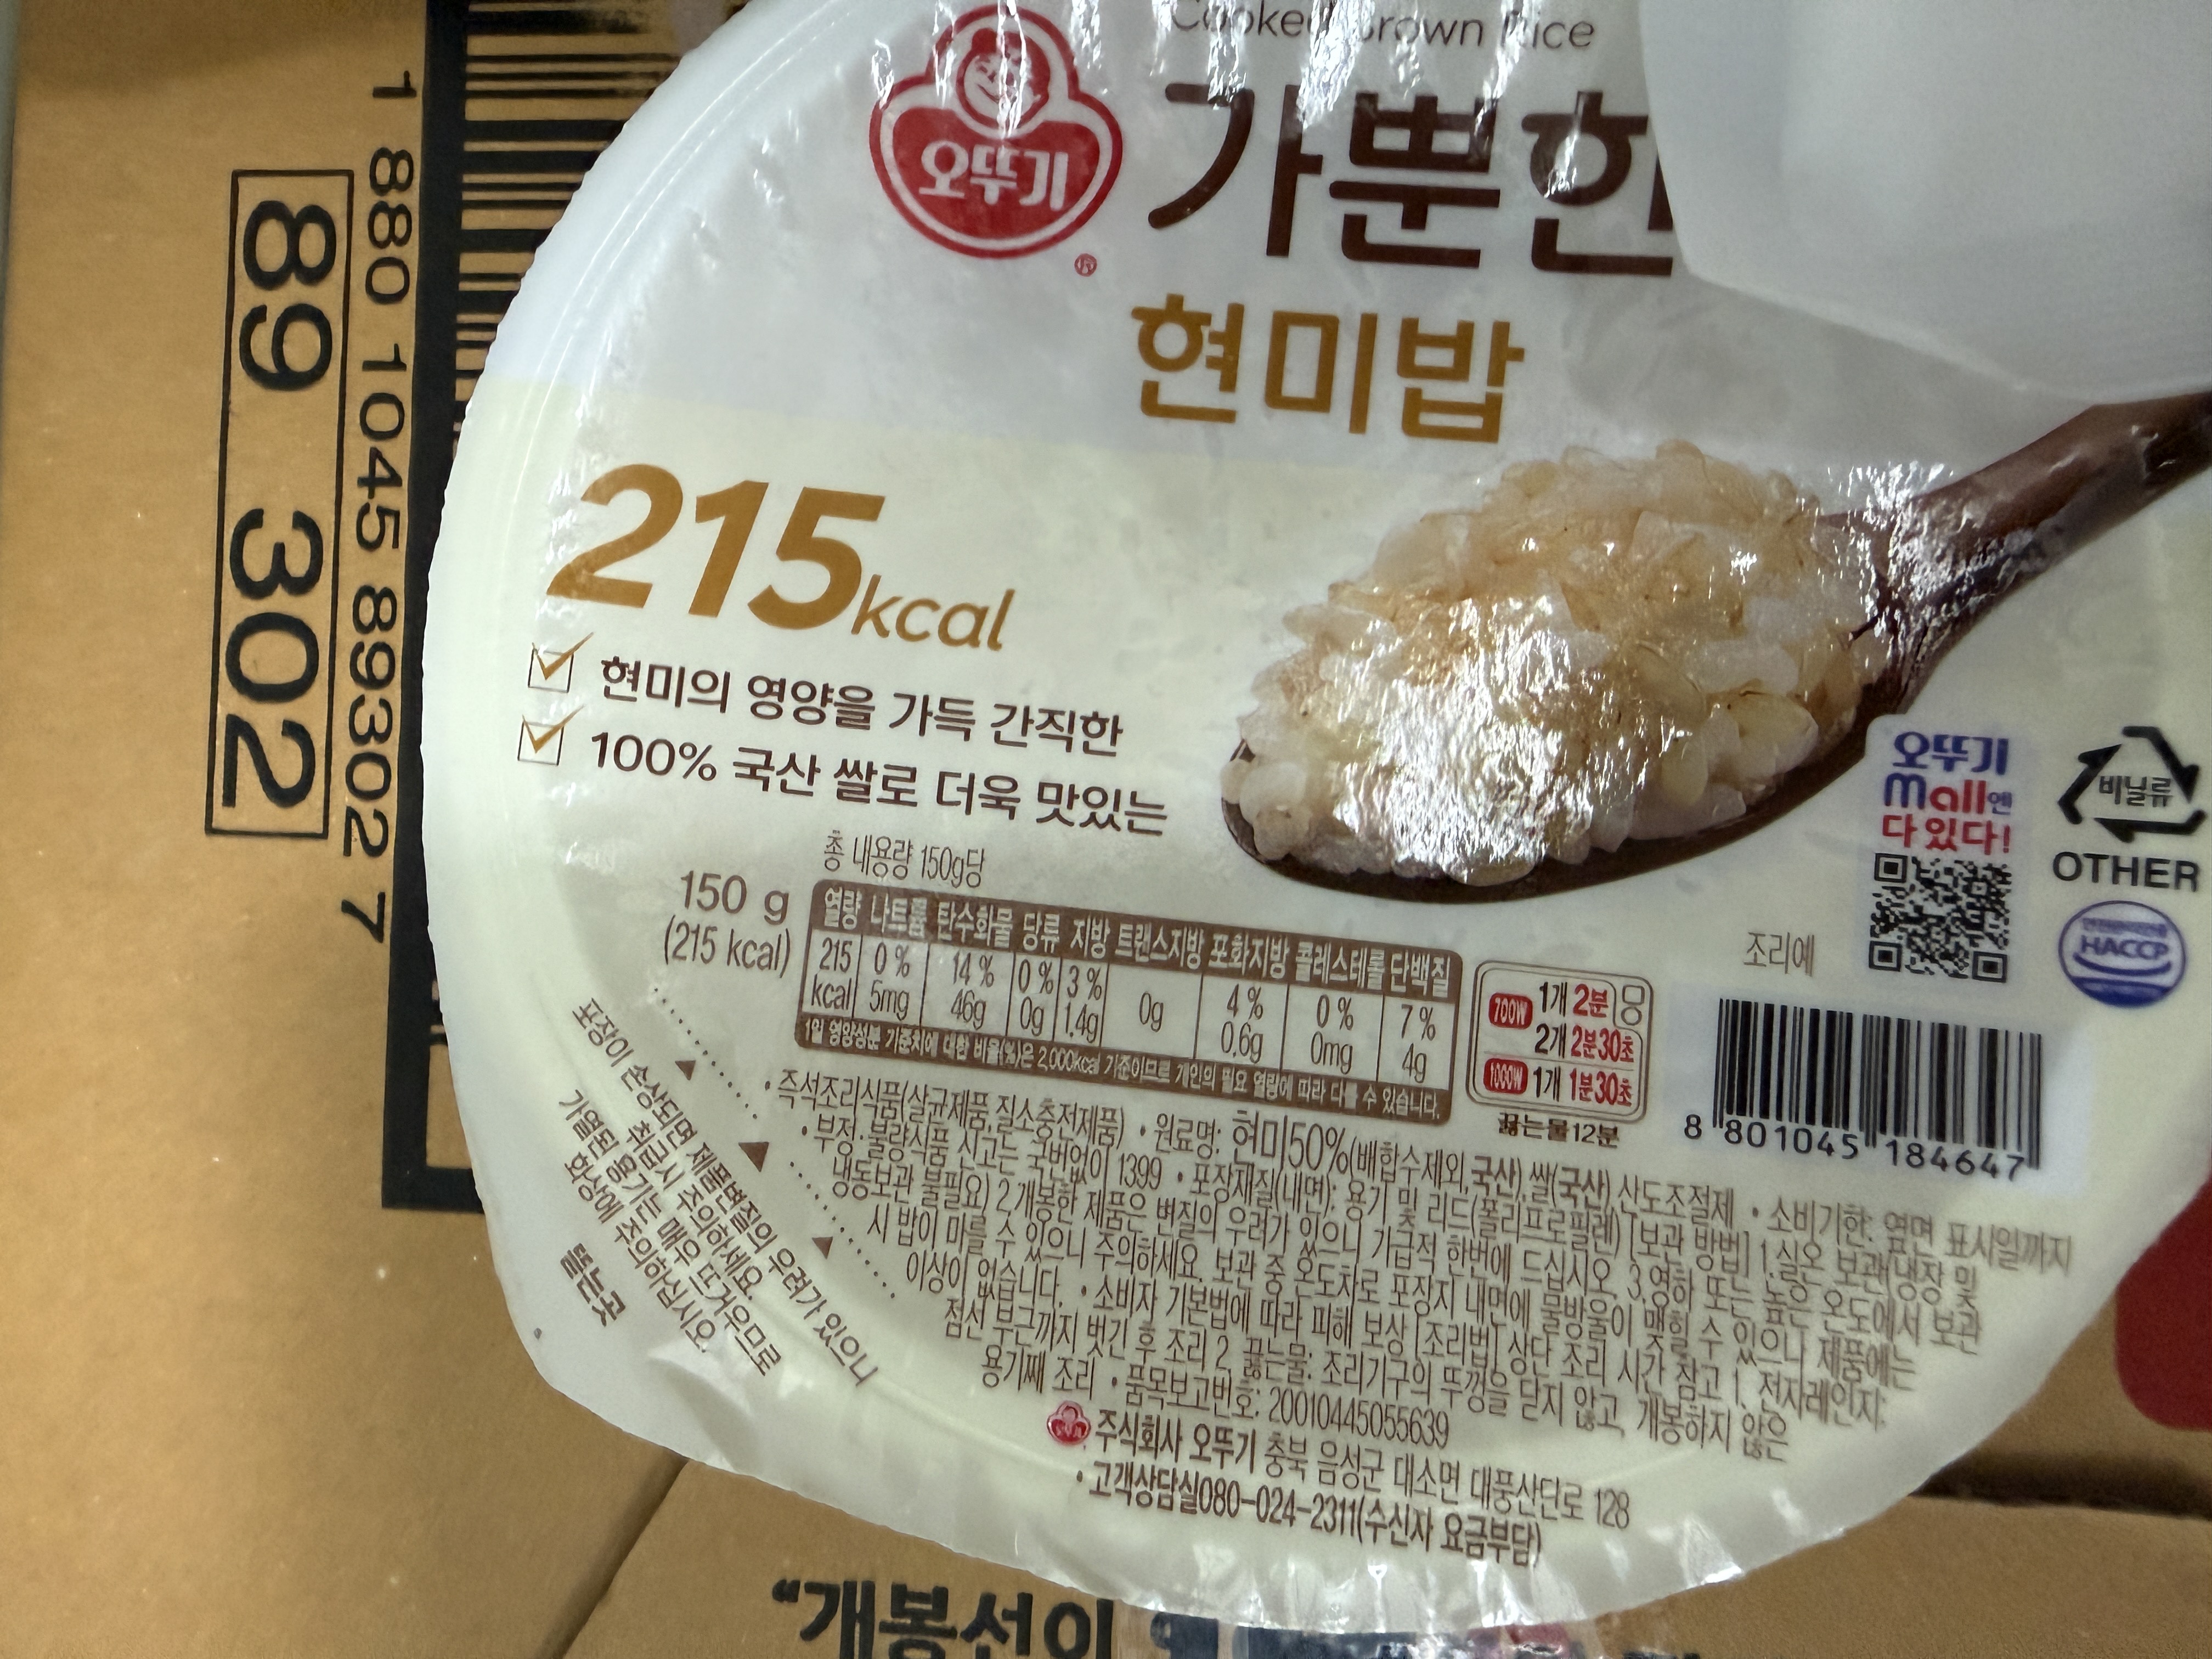 Cooked Brown Rice
오뚜기
®
가뿐한
현미밥
215kcal
현미의 영양을 가득 간직한
100% 국산 쌀로 더욱 맛있는
총 내용량 150g당
150 g
(215 kcal)
열량 나트륨 탄수화물 당류 지방 트랜스지방 포화지방 콜레스테롤 단백질
215 kcal 0 % 5mg 14 % 46g 0 % 0g 3 % 1.4g 0g 4 % 0.6g 0 % 0mg 7 % 4g
1일 영양성분 기준치에 대한 비율(%)은 2,000kcal 기준이므로 개인의 필요 열량에 따라 다를 수 있습니다.
700W 1개 2분
2개 2분30초
1000W 1개 1분30초
끓는물12분
조리예
오뚜기
mall엔
다 있다!
비닐류
OTHER
HACCP
8 801045 184647
• 즉석조리식품(살균제품,질소충전제품) • 원료명: 현미50%(배합수제외,국산),쌀(국산),산도조절제 • 소비기한: 옆면 표시일까지
• 부정·불량식품 신고는 국번없이 1399 • 포장재질(내면): 용기 및 리드(폴리프로필렌) [보관 방법] 1.실온 보관(냉장 및
냉동보관 불필요) 2.개봉한 제품은 변질의 우려가 있으니 가급적 한번에 드십시오. 3.영하 또는 높은 온도에서 보관
시 밥이 마를 수 있으니 주의하세요. 보관 중 온도차로 포장지 내면에 물방울이 맺힐 수 있으나 제품에는
이상이 없습니다. • 소비자 기본법에 따라 피해 보상 [조리법] 상단 조리 시간 참고 1. 전자레인지:
점선 부근까지 벗긴 후 조리 2. 끓는물: 조리기구의 뚜껑을 닫지 않고, 개봉하지 않은
용기째 조리 • 품목보고번호: 20010445055639
주식회사 오뚜기 충북 음성군 대소면 대풍산단로 128
• 고객상담실080-024-2311(수신자 요금부담)
포장이 손상되면 제품변질의 우려가 있으니
취급시 주의하세요.
가열된 용기는 매우 뜨거우므로
화상에 주의하십시오.
뜯는곳
1 880 1045 89302 7
89 302
“개봉선이